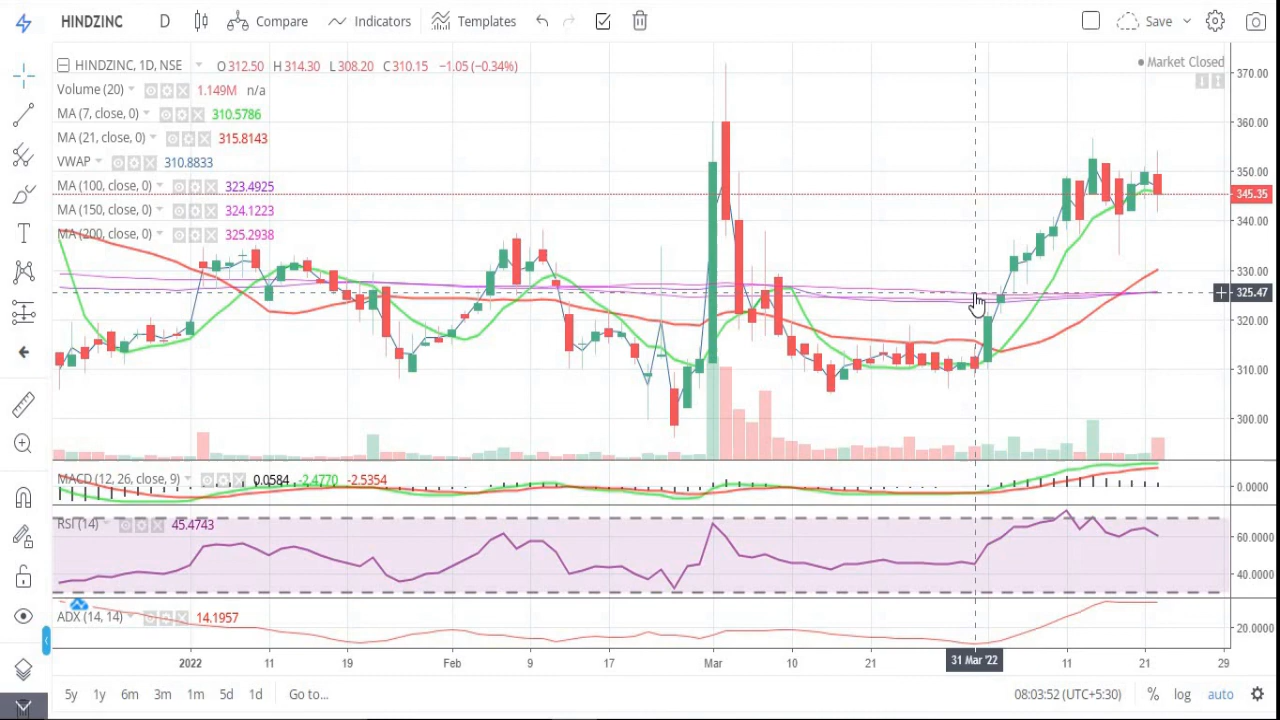 HINDZINC D Compare Indicators Templates Save
HINDZINC, 1D, NSE O 312.50 H 314.30 L 308.20 C 310.15 −1.05 (−0.34%)
Market Closed
Volume (20) 1.149M n/a
MA (7, close, 0) 310.5786
MA (21, close, 0) 315.8143
VWAP 310.8833
MA (100, close, 0) 323.4925
MA (150, close, 0) 324.1223
MA (200, close, 0) 325.2938
370.00
360.00
350.00
345.35
340.00
330.00
325.47
320.00
310.00
300.00
MACD (12, 26, close, 9) 0.0584 -2.4770 -2.5354
0.0000
RSI (14) 45.4743
60.0000
40.0000
ADX (14, 14) 14.1957
20.0000
2022 11 19 Feb 9 17 Mar 10 21 31 Mar '22 11 21 29
5y 1y 6m 3m 1m 5d 1d Go to... 08:03:52 (UTC+5:30) % log auto